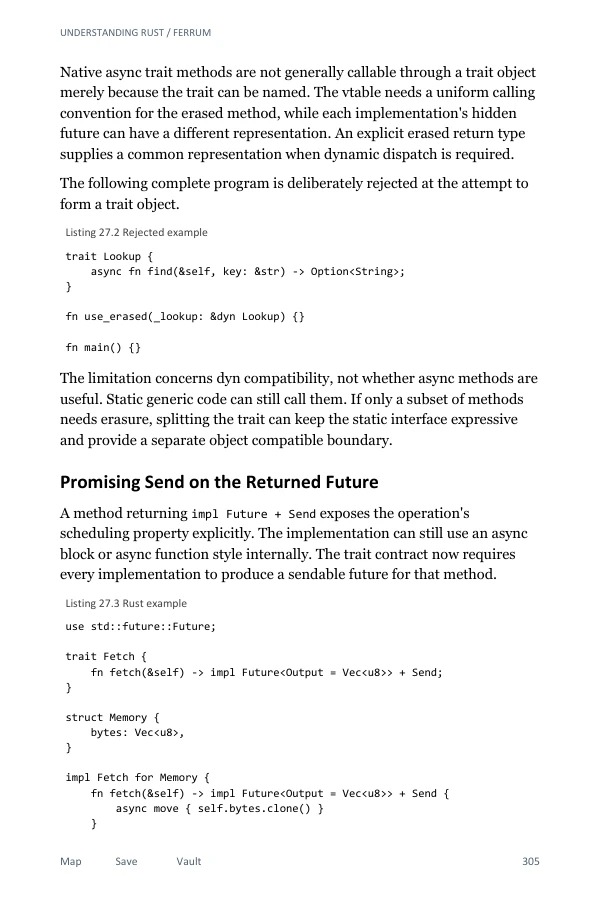 UNDERSTANDING RUST / FERRUM
Native async trait methods are not generally callable through a trait object
merely because the trait can be named. The vtable needs a uniform calling
convention for the erased method, while each implementation's hidden
future can have a different representation. An explicit erased return type
supplies a common representation when dynamic dispatch is required.
The following complete program is deliberately rejected at the attempt to
form a trait object.
Listing 27.2 Rejected example
trait Lookup {
    async fn find(&self, key: &str) -> Option<String>;
}
fn use_erased(_lookup: &dyn Lookup) {}
fn main() {}
The limitation concerns dyn compatibility, not whether async methods are
useful. Static generic code can still call them. If only a subset of methods
needs erasure, splitting the trait can keep the static interface expressive
and provide a separate object compatible boundary.
Promising Send on the Returned Future
A method returning impl Future + Send exposes the operation's
scheduling property explicitly. The implementation can still use an async
block or async function style internally. The trait contract now requires
every implementation to produce a sendable future for that method.
Listing 27.3 Rust example
use std::future::Future;
trait Fetch {
    fn fetch(&self) -> impl Future<Output = Vec<u8>> + Send;
}
struct Memory {
    bytes: Vec<u8>,
}
impl Fetch for Memory {
    fn fetch(&self) -> impl Future<Output = Vec<u8>> + Send {
        async move { self.bytes.clone() }
    }
Map Save Vault 305